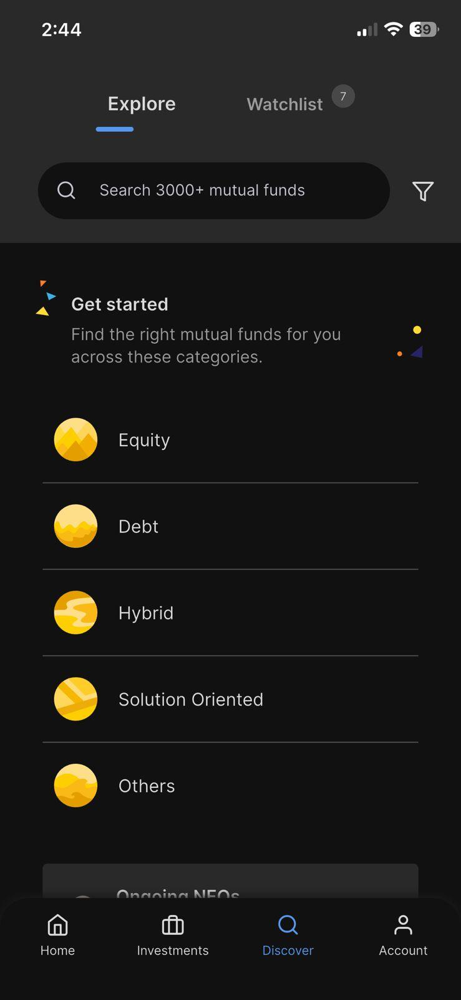 2:44
39
Explore
Watchlist
7
Search 3000+ mutual funds
Get started
Find the right mutual funds for you
across these categories.
Equity
Debt
Hybrid
Solution Oriented
Others
Ongoing NFOs
Home
Investments
Discover
Account